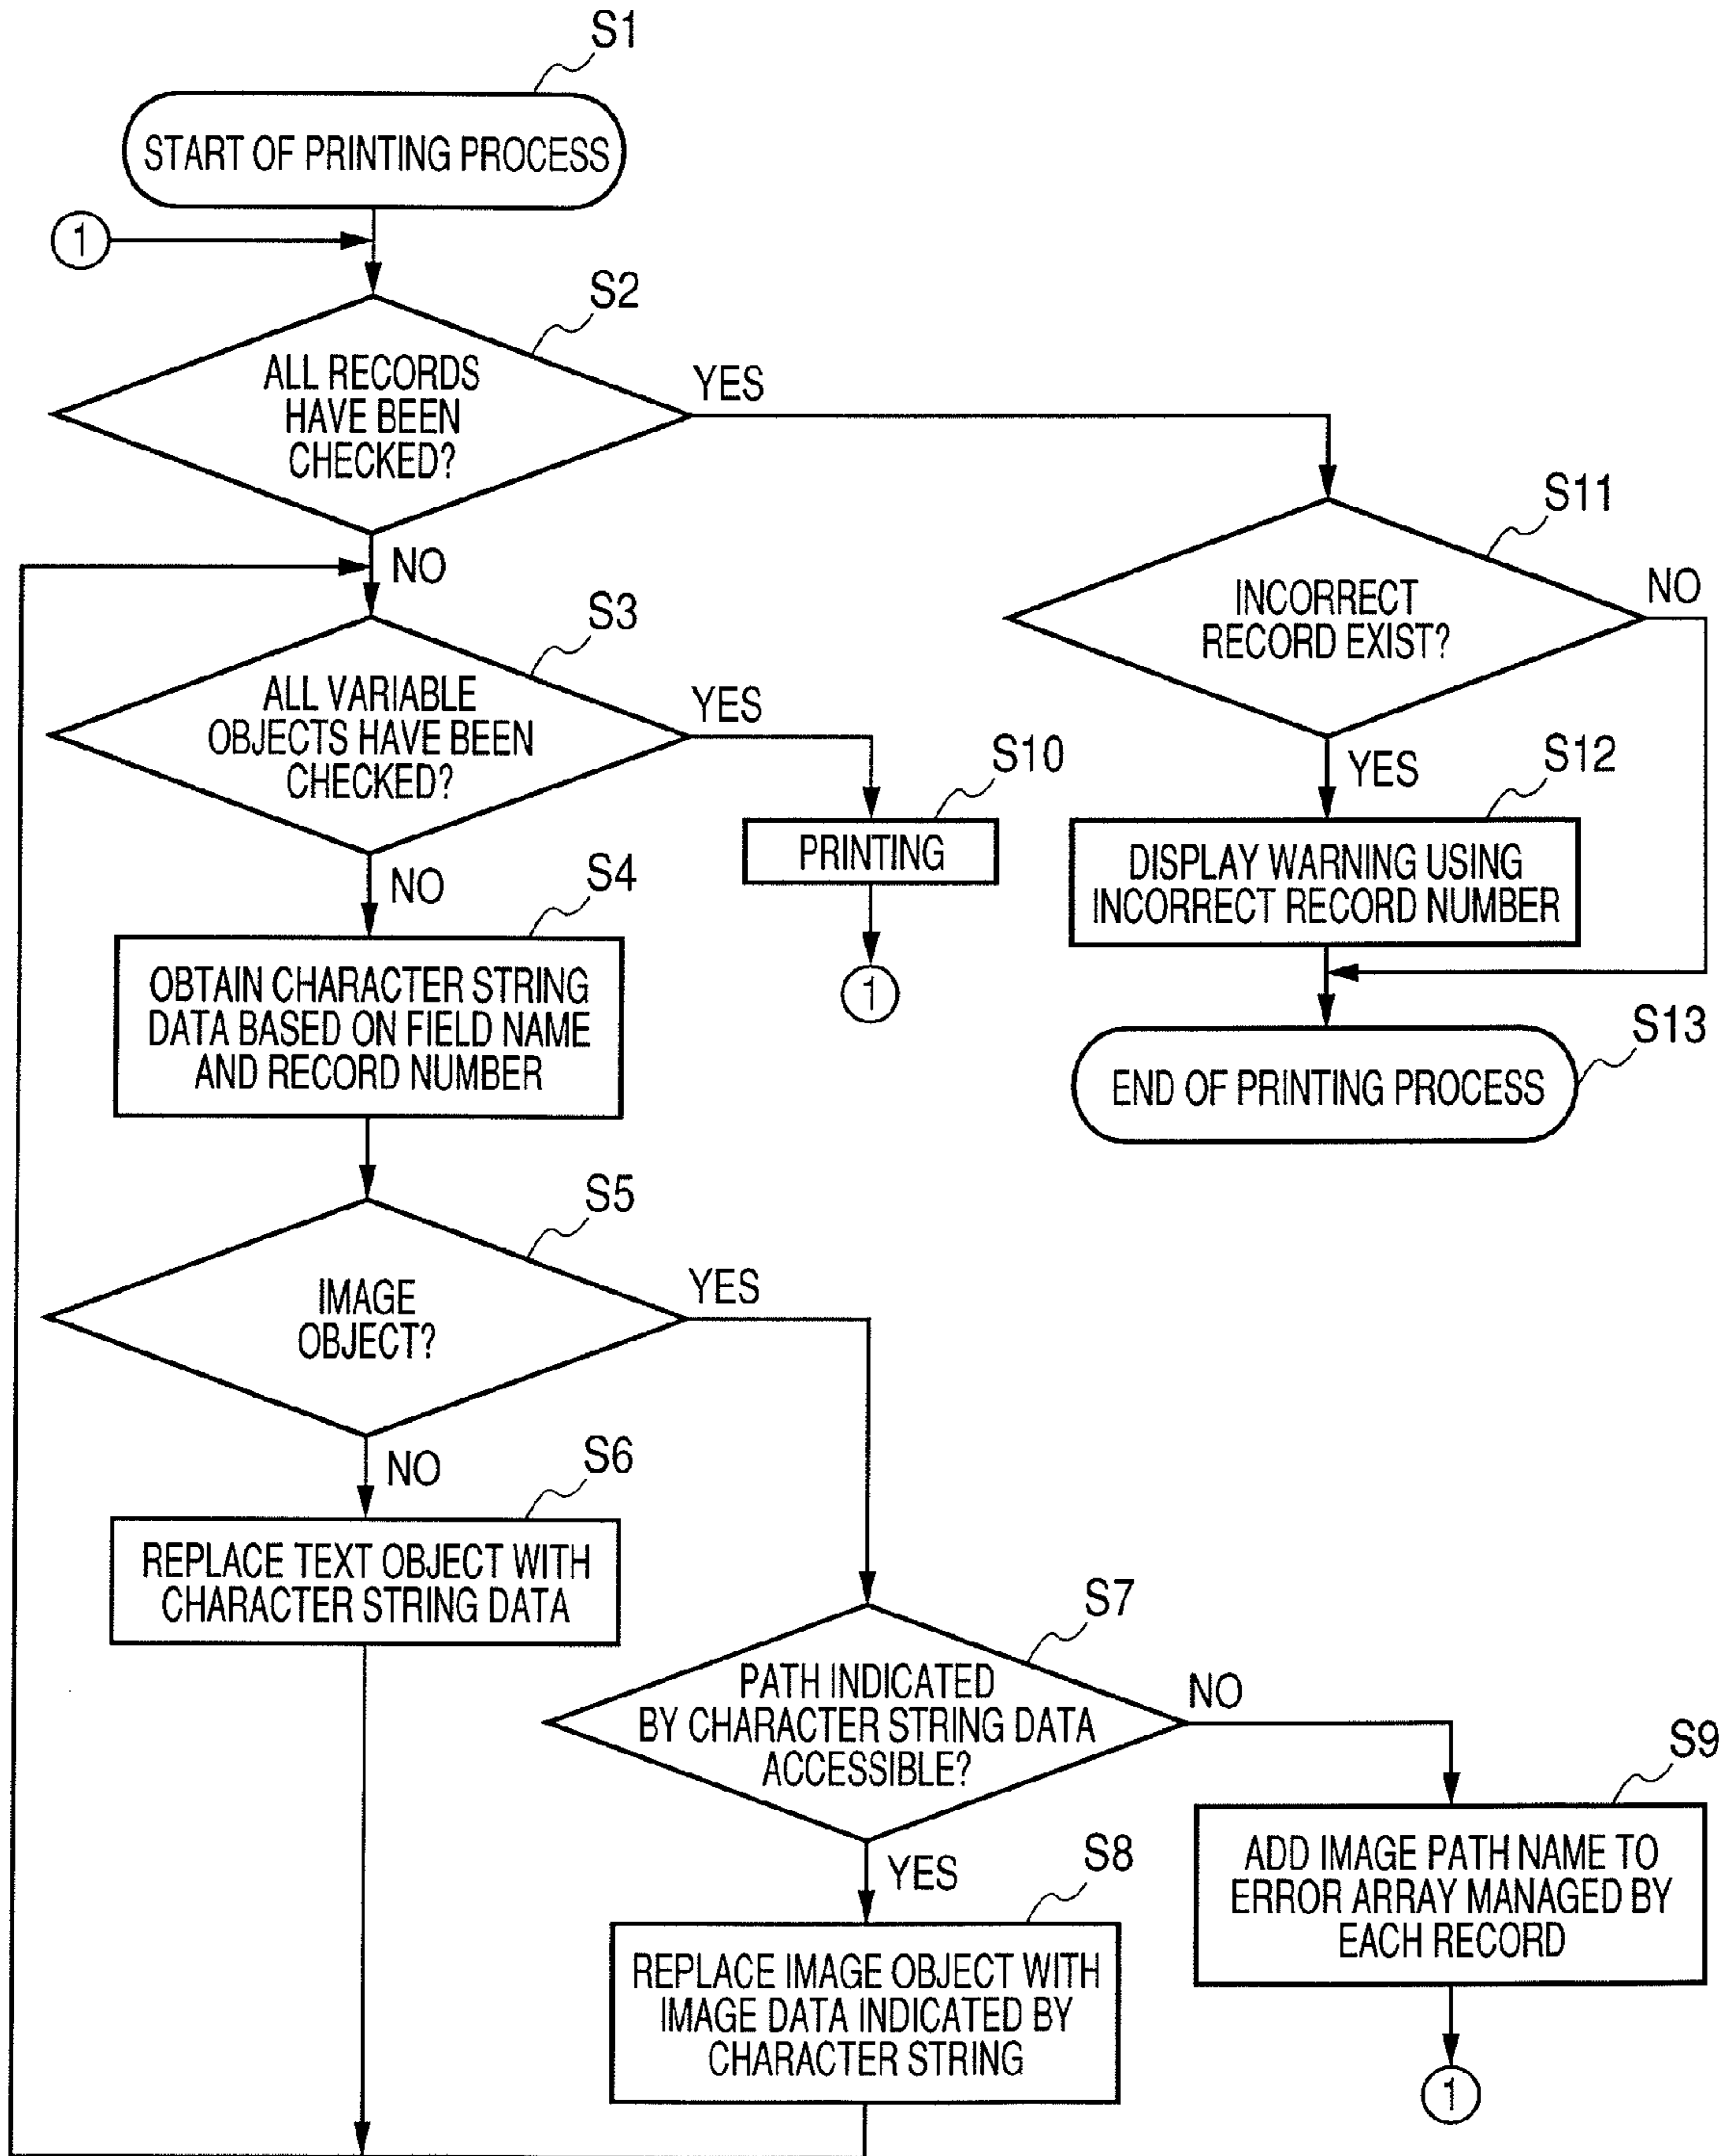 S1
START OF PRINTING PROCESS
1
S2
ALL RECORDS
HAVE BEEN
CHECKED?
YES
NO
S11
INCORRECT
RECORD EXIST?
NO
YES
S3
ALL VARIABLE
OBJECTS HAVE BEEN
CHECKED?
YES
NO
S10
PRINTING
1
S12
DISPLAY WARNING USING
INCORRECT RECORD NUMBER
S13
END OF PRINTING PROCESS
S4
OBTAIN CHARACTER STRING
DATA BASED ON FIELD NAME
AND RECORD NUMBER
S5
IMAGE
OBJECT?
YES
NO
S6
REPLACE TEXT OBJECT WITH
CHARACTER STRING DATA
S7
PATH INDICATED
BY CHARACTER STRING DATA
ACCESSIBLE?
NO
YES
S8
REPLACE IMAGE OBJECT WITH
IMAGE DATA INDICATED BY
CHARACTER STRING
S9
ADD IMAGE PATH NAME TO
ERROR ARRAY MANAGED BY
EACH RECORD
1